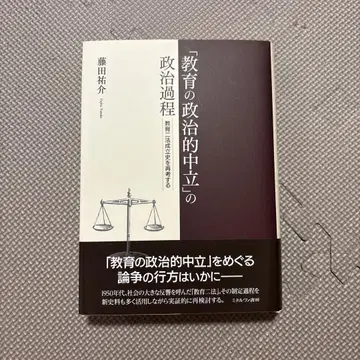 「教育の政治的中立」の
政治過程
教育二法成立史を再考する
藤田祐介
「教育の政治的中立」をめぐる
論争の行方はいかに――
1950年代、社会の大きな反響を呼んだ「教育二法」。その制定過程を
新史料も多く活用しながら実証的に再検討する。
ミネルヴァ書房